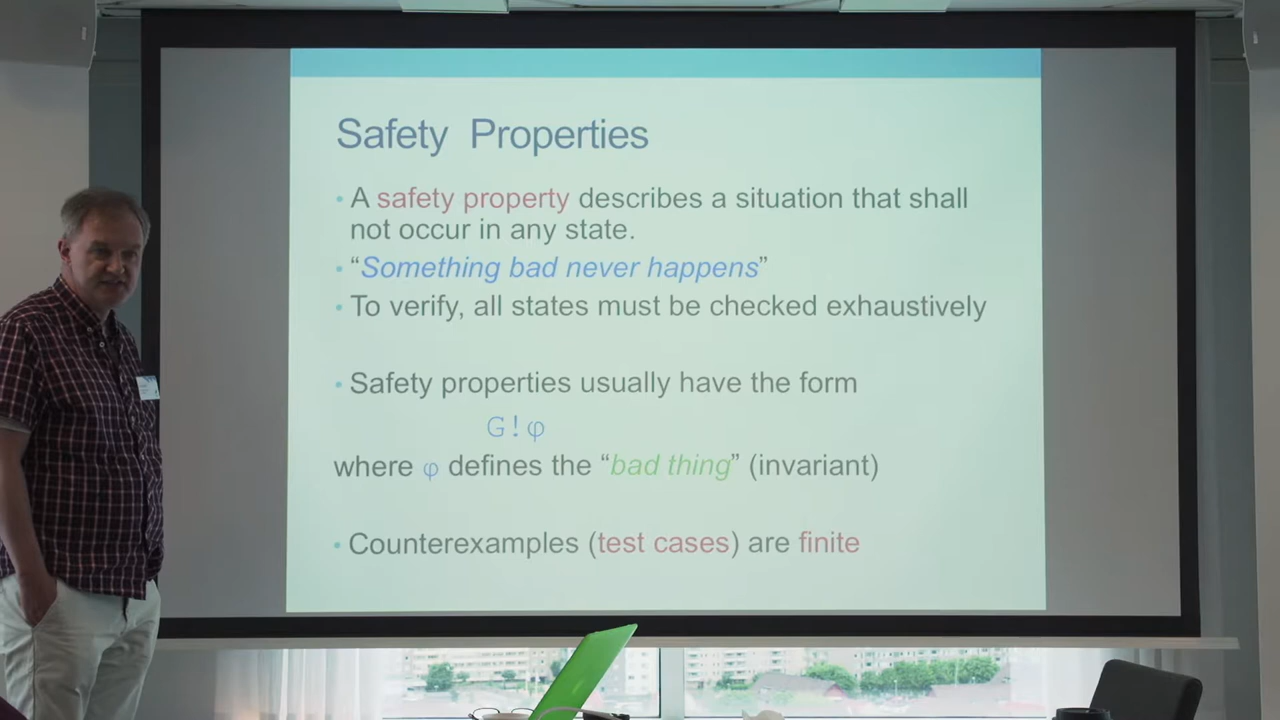 Safety Properties
• A safety property describes a situation that shall
not occur in any state.
• “Something bad never happens”
• To verify, all states must be checked exhaustively
• Safety properties usually have the form
G!φ
where φ defines the “bad thing” (invariant)
• Counterexamples (test cases) are finite